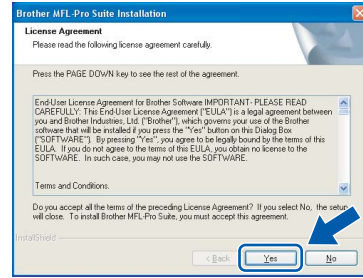 Brother MFL-Pro Suite Installation
License Agreement
Please read the following license agreement carefully.
Press the PAGE DOWN key to see the rest of the agreement.
End-User License Agreement for Brother Software IMPORTANT- PLEASE READ
CAREFULLY: This End-User License Agreement ("EULA") is a legal agreement between
you and Brother Industries, Ltd. ("Brother"), which governs your use of the Brother
software that will be installed if you press the "Yes" button on this Dialog Box
("SOFTWARE"). By pressing "Yes", you agree to be legally bound by the terms of this
EULA. If you do not agree to the terms of this EULA, you obtain no license to the
SOFTWARE. In such case, you may not use the SOFTWARE.
Terms and Conditions.
Do you accept all the terms of the preceding License Agreement? If you select No, the setup
will close. To install Brother MFL-Pro Suite, you must accept this agreement.
InstallShield
< Back Yes No